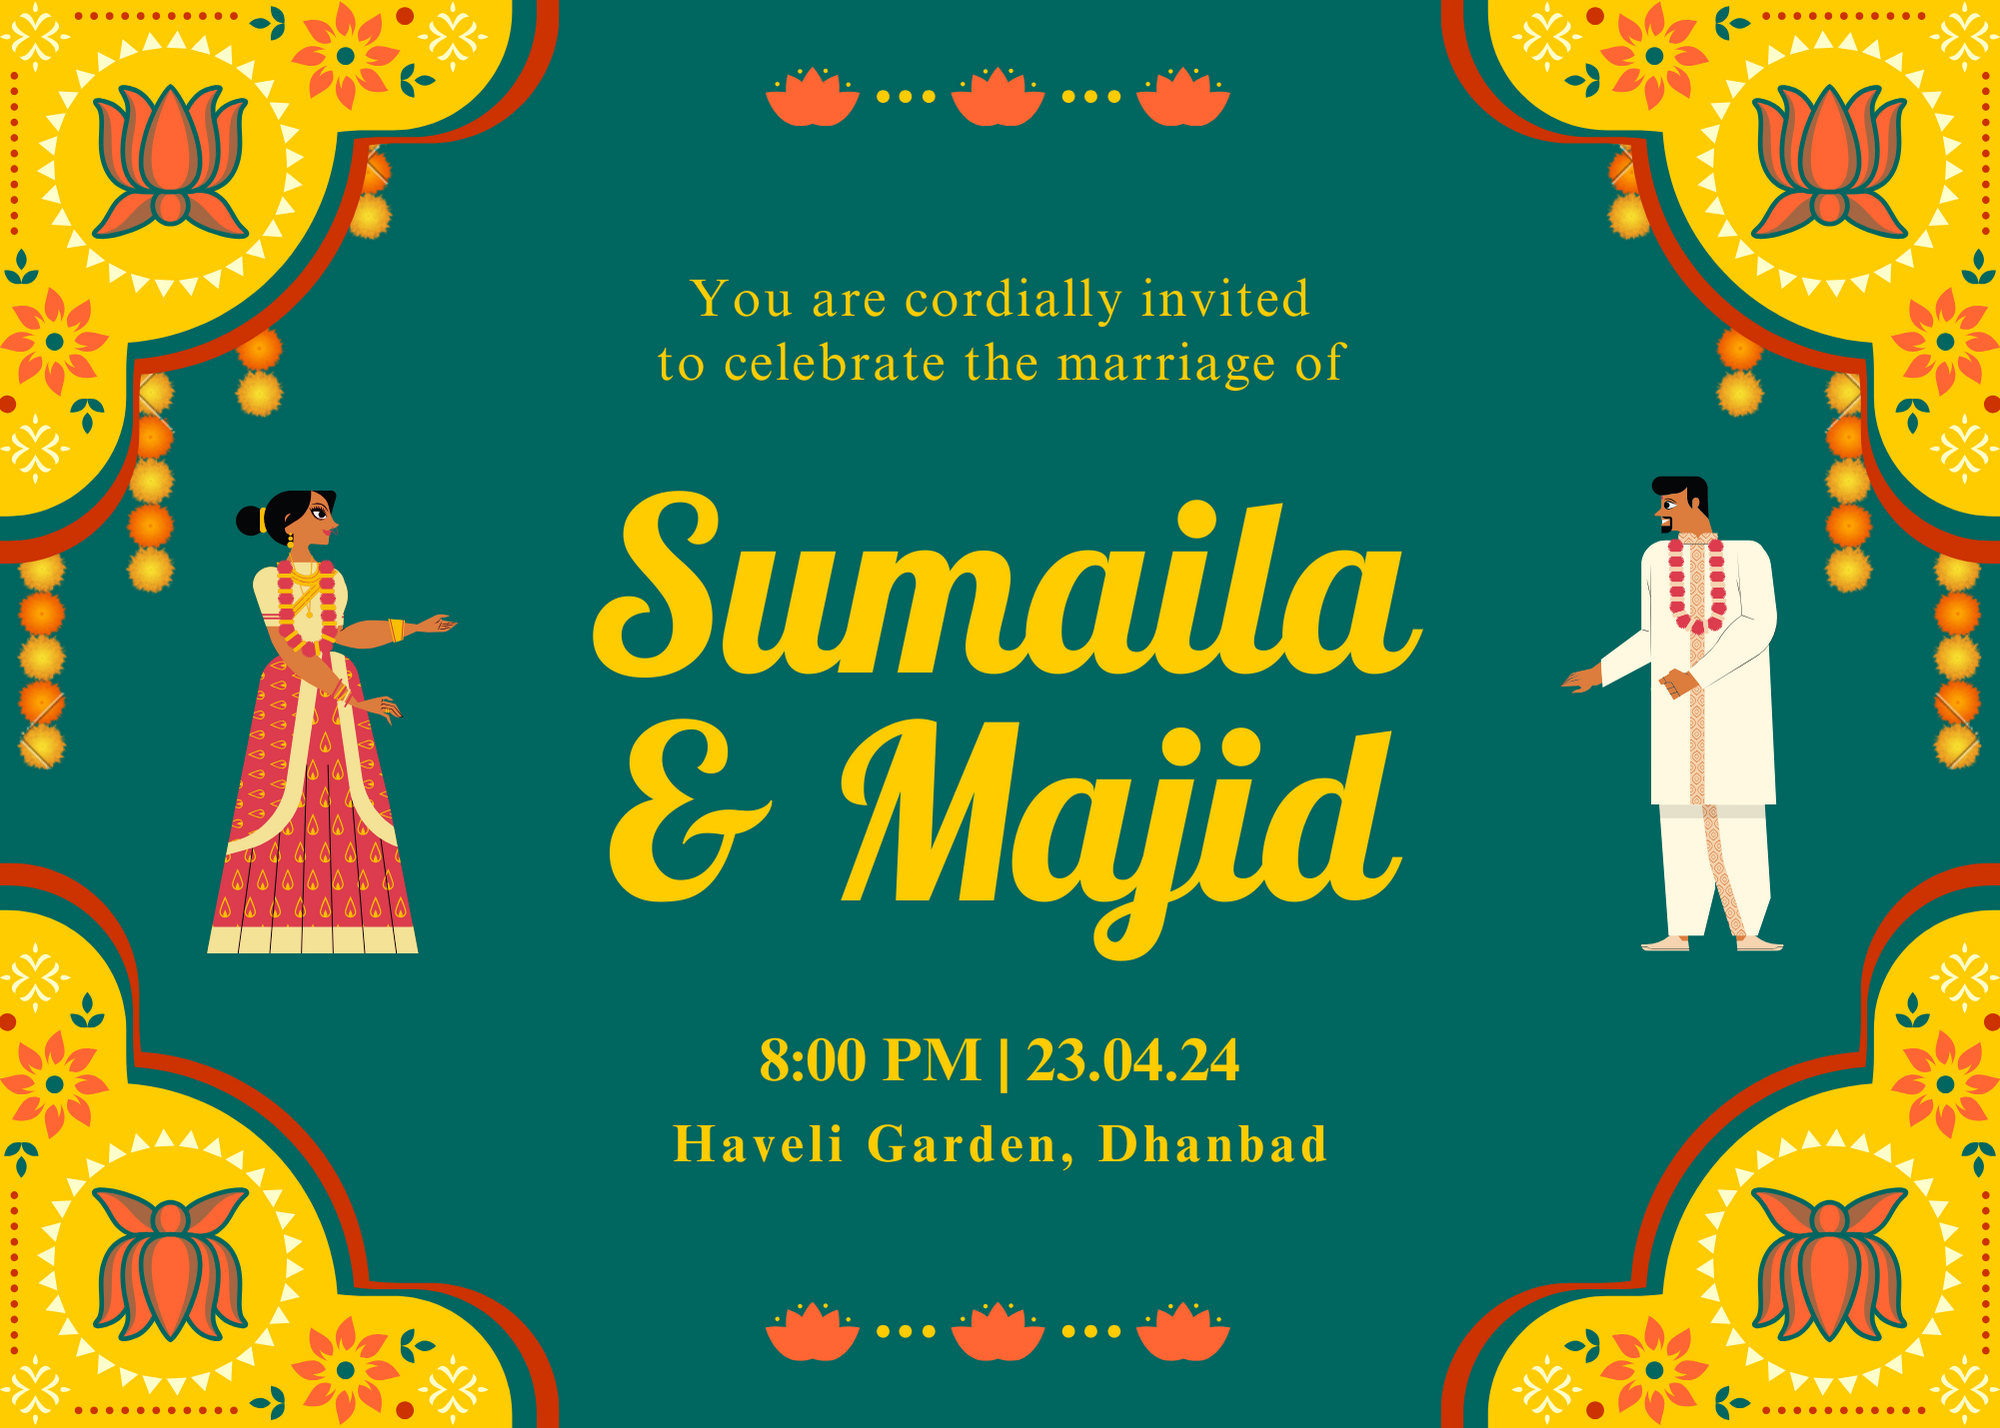 You are cordially invited
to celebrate the marriage of
Sumaila
& Majid
8:00 PM | 23.04.24
Haveli Garden, Dhanbad